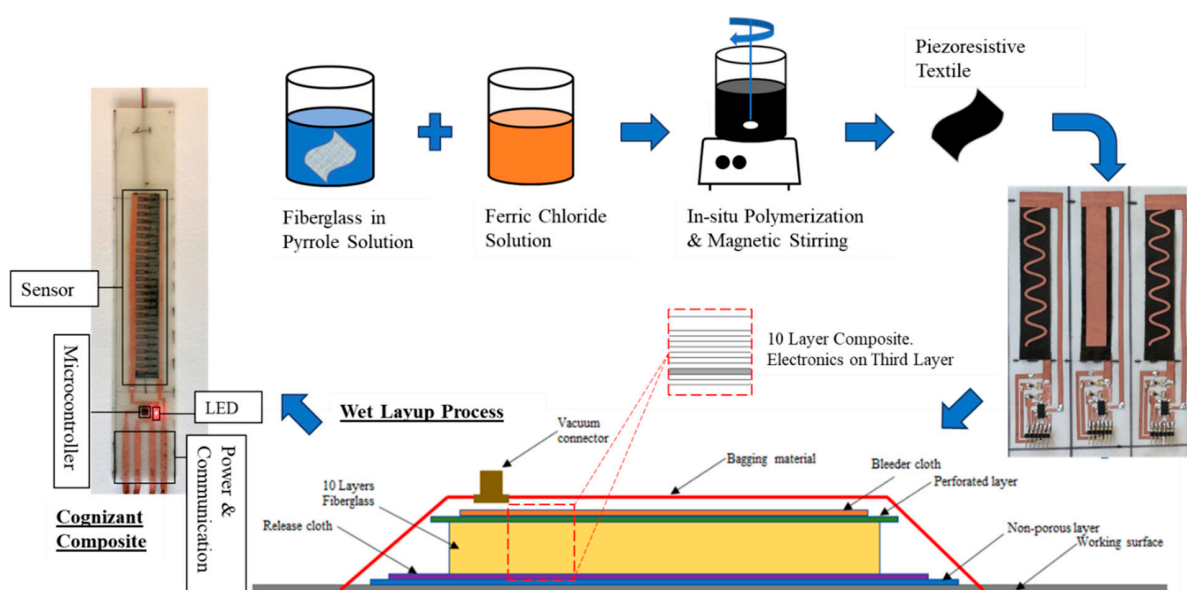 Piezoresistive
Textile
Fiberglass in
Pyrrole Solution
Ferric Chloride
Solution
In-situ Polymerization
& Magnetic Stirring
Sensor
Microcontroller
LED
Power &
Communication
Cognizant
Composite
Wet Layup Process
10 Layer Composite.
Electronics on Third Layer
Vacuum
connector
Bagging material
Bleeder cloth
Perforated layer
10 Layers
Fiberglass
Release cloth
Non-porous layer
Working surface